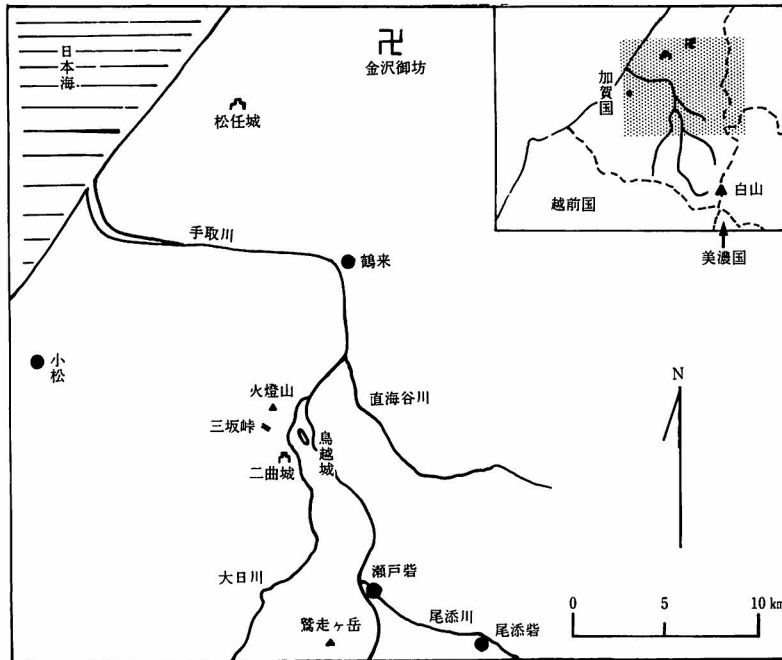 日本海
金沢御坊
松任城
手取川
鶴来
小松
火燈山
三坂峠
二曲城
鳥越城
直海谷川
大日川
瀬戸砦
尾添川
尾添砦
鷲走ヶ岳
加賀国
越前国
白山
美濃国
N
0 5 10 km